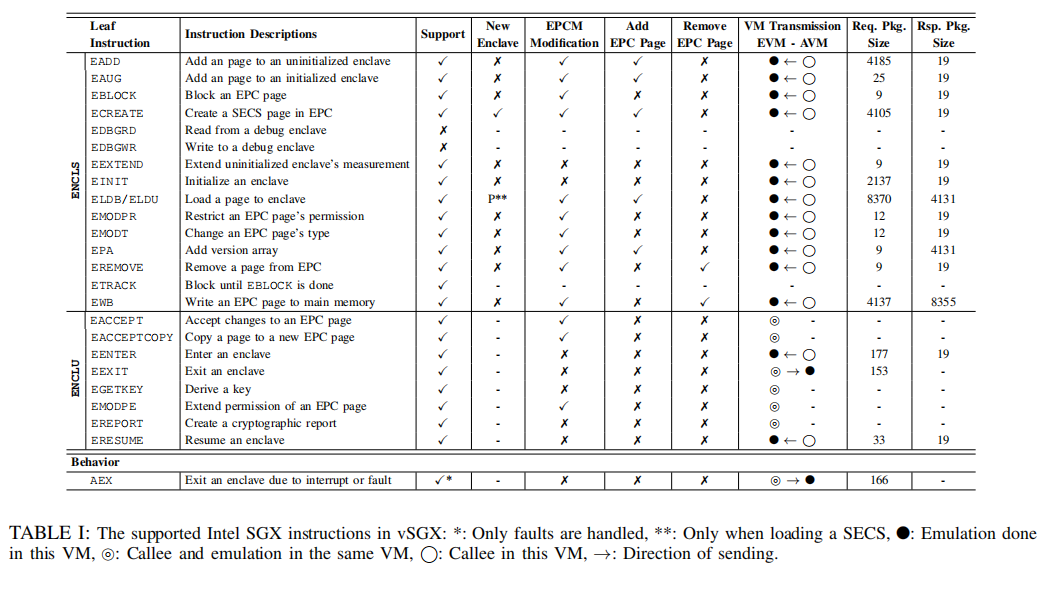 Leaf Instruction | Instruction Descriptions | Support | New Enclave | EPCM Modification | Add EPC Page | Remove EPC Page | VM Transmission EVM - AVM | Req. Pkg. Size | Rsp. Pkg. Size
ENCLS
EADD | Add an page to an uninitialized enclave | ✓ | ✗ | ✓ | ✓ | ✗ | ● ← ○ | 4185 | 19
EAUG | Add an page to an initialized enclave | ✓ | ✗ | ✓ | ✓ | ✗ | ● ← ○ | 25 | 19
EBLOCK | Block an EPC page | ✓ | ✗ | ✓ | ✗ | ✗ | ● ← ○ | 9 | 19
ECREATE | Create a SECS page in EPC | ✓ | ✓ | ✓ | ✓ | ✗ | ● ← ○ | 4105 | 19
EDBGRD | Read from a debug enclave | ✗ | - | - | - | - | - | - | -
EDBGWR | Write to a debug enclave | ✗ | - | - | - | - | - | - | -
EEXTEND | Extend uninitialized enclave's measurement | ✓ | ✗ | ✗ | ✗ | ✗ | ● ← ○ | 9 | 19
EINIT | Initialize an enclave | ✓ | ✗ | ✗ | ✗ | ✗ | ● ← ○ | 2137 | 19
ELDB/ELDU | Load a page to enclave | ✓ | P** | ✓ | ✓ | ✗ | ● ← ○ | 8370 | 4131
EMODPR | Restrict an EPC page's permission | ✓ | ✗ | ✓ | ✗ | ✗ | ● ← ○ | 12 | 19
EMODT | Change an EPC page's type | ✓ | ✗ | ✓ | ✗ | ✗ | ● ← ○ | 12 | 19
EPA | Add version array | ✓ | ✗ | ✓ | ✓ | ✗ | ● ← ○ | 9 | 4131
EREMOVE | Remove a page from EPC | ✓ | ✗ | ✓ | ✗ | ✓ | ● ← ○ | 9 | 19
ETRACK | Block until EBLOCK is done | ✓ | - | - | - | - | - | - | -
EWB | Write an EPC page to main memory | ✓ | ✗ | ✓ | ✗ | ✓ | ● ← ○ | 4137 | 8355
ENCLU
EACCEPT | Accept changes to an EPC page | ✓ | - | ✓ | ✗ | ✗ | ◎ - | - | -
EACCEPTCOPY | Copy a page to a new EPC page | ✓ | - | ✓ | ✗ | ✗ | ◎ - | - | -
EENTER | Enter an enclave | ✓ | - | ✗ | ✗ | ✗ | ● ← ○ | 177 | 19
EEXIT | Exit an enclave | ✓ | - | ✗ | ✗ | ✗ | ◎ → ● | 153 | -
EGETKEY | Derive a key | ✓ | - | ✗ | ✗ | ✗ | ◎ - | - | -
EMODPE | Extend permission of an EPC page | ✓ | - | ✓ | ✗ | ✗ | ◎ - | - | -
EREPORT | Create a cryptographic report | ✓ | - | ✗ | ✗ | ✗ | ◎ - | - | -
ERESUME | Resume an enclave | ✓ | - | ✗ | ✗ | ✗ | ● ← ○ | 33 | 19
Behavior
AEX | Exit an enclave due to interrupt or fault | ✓* | - | ✗ | ✗ | ✗ | ◎ → ● | 166 | -
TABLE I: The supported Intel SGX instructions in vSGX: *: Only faults are handled, **: Only when loading a SECS, ●: Emulation done
in this VM, ◎: Callee and emulation in the same VM, ○: Callee in this VM, →: Direction of sending.